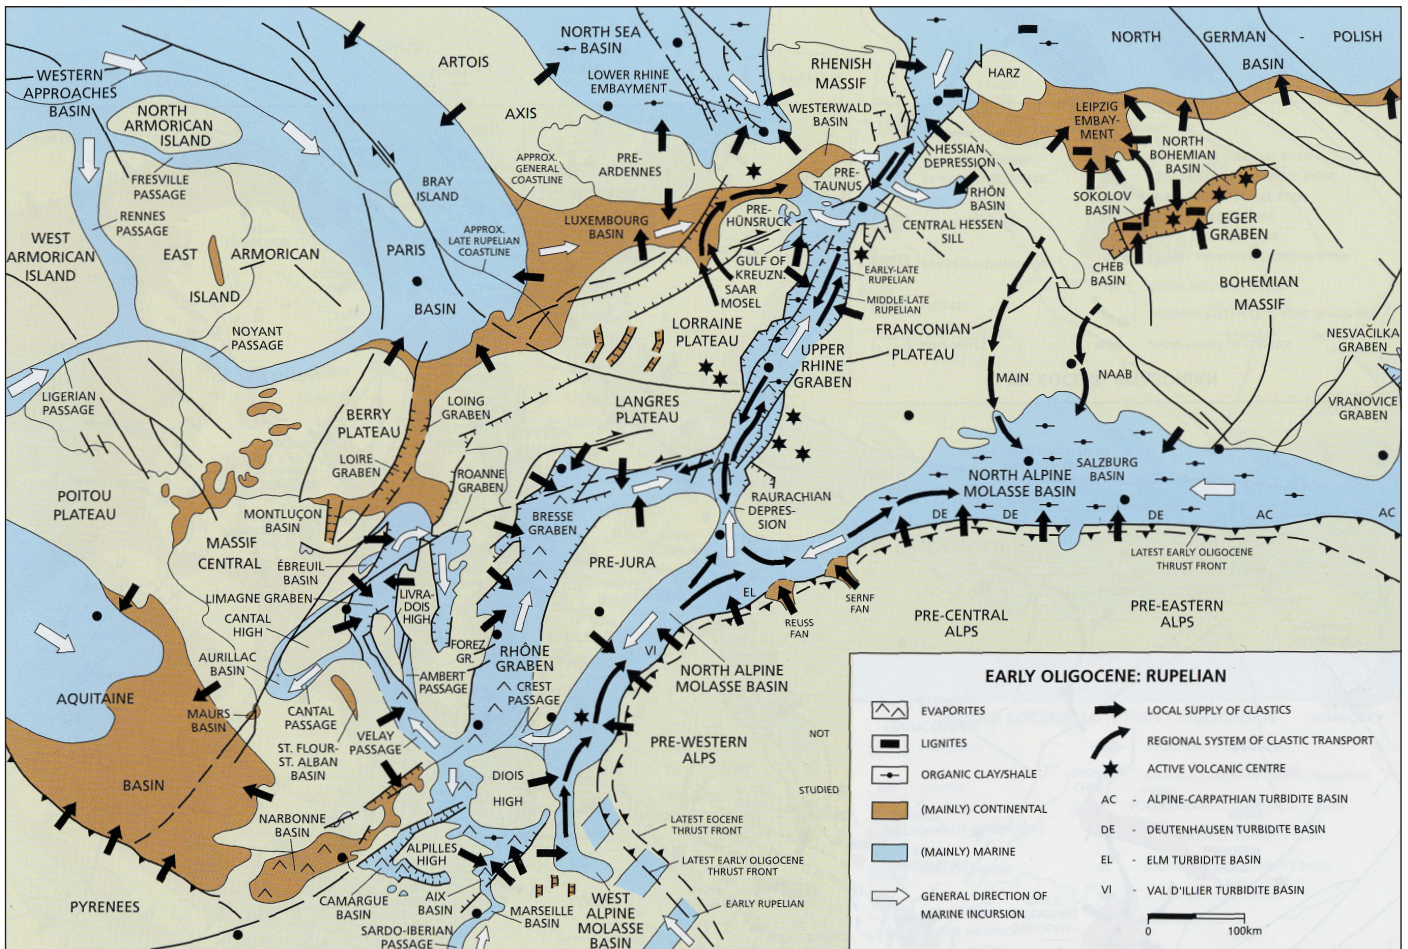 NORTH SEA
BASIN
NORTH
GERMAN
-
POLISH
BASIN
WESTERN
APPROACHES
BASIN
ARTOIS
AXIS
LOWER RHINE
EMBAYMENT
RHENISH
MASSIF
HARZ
WESTERWALD
BASIN
LEIPZIG
EMBAY-
MENT
NORTH
ARMORICAN
ISLAND
NORTH
BOHEMIAN
BASIN
HESSIAN
DEPRESSION
APPROX.
GENERAL
COASTLINE
PRE-
ARDENNES
PRE-
TAUNUS
FRESVILLE
PASSAGE
BRAY
ISLAND
RHÖN
BASIN
SOKOLOV
BASIN
RENNES
PASSAGE
LUXEMBOURG
BASIN
PRE-
HÜNSRUCK
CENTRAL HESSEN
SILL
EGER
GRABEN
WEST
ARMORICAN
ISLAND
EAST
ARMORICAN
ISLAND
PARIS
BASIN
APPROX.
LATE RUPELIAN
COASTLINE
GULF OF
KREUZN.
EARLY-LATE
RUPELIAN
CHEB
BASIN
SAAR
MOSEL
BOHEMIAN
MASSIF
MIDDLE-LATE
RUPELIAN
LORRAINE
PLATEAU
FRANCONIAN
PLATEAU
NOYANT
PASSAGE
NESVAČILKA
GRABEN
UPPER
RHINE
GRABEN
MAIN
NAAB
LIGERIAN
PASSAGE
LOING
GRABEN
LANGRES
PLATEAU
VRANOVICE
GRABEN
BERRY
PLATEAU
LOIRE
GRABEN
ROANNE
GRABEN
SALZBURG
BASIN
NORTH ALPINE
MOLASSE BASIN
POITOU
PLATEAU
MONTLUÇON
BASIN
BRESSE
GRABEN
RAURACHIAN
DEPRES-
SION
DE
DE
DE
AC
AC
MASSIF
CENTRAL
ÉBREUIL
BASIN
PRE-JURA
LATEST EARLY OLIGOCENE
THRUST FRONT
LIMAGNE GRABEN
LIVRA-
DOIS
HIGH
EL
SERNF
FAN
REUSS
FAN
PRE-CENTRAL
ALPS
PRE-EASTERN
ALPS
CANTAL
HIGH
FOREZ
GR.
RHÔNE
GRABEN
VI
AURILLAC
BASIN
AMBERT
PASSAGE
CREST
PASSAGE
NORTH ALPINE
MOLASSE BASIN
AQUITAINE
BASIN
MAURS
BASIN
CANTAL
PASSAGE
VELAY
PASSAGE
ST. FLOUR-
ST. ALBAN
BASIN
PRE-WESTERN
ALPS
NOT
STUDIED
DIOIS
HIGH
NARBONNE
BASIN
LATEST EOCENE
THRUST FRONT
ALPILLES
HIGH
LATEST EARLY OLIGOCENE
THRUST FRONT
CAMARGUE
BASIN
AIX
BASIN
MARSEILLE
BASIN
WEST
ALPINE
MOLASSE
BASIN
EARLY RUPELIAN
PYRENEES
SARDO-IBERIAN
PASSAGE
EARLY OLIGOCENE: RUPELIAN
EVAPORITES
LIGNITES
ORGANIC CLAY/SHALE
(MAINLY) CONTINENTAL
(MAINLY) MARINE
GENERAL DIRECTION OF
MARINE INCURSION
LOCAL SUPPLY OF CLASTICS
REGIONAL SYSTEM OF CLASTIC TRANSPORT
ACTIVE VOLCANIC CENTRE
AC - ALPINE-CARPATHIAN TURBIDITE BASIN
DE - DEUTENHAUSEN TURBIDITE BASIN
EL - ELM TURBIDITE BASIN
VI - VAL D'ILLIER TURBIDITE BASIN
0 100km